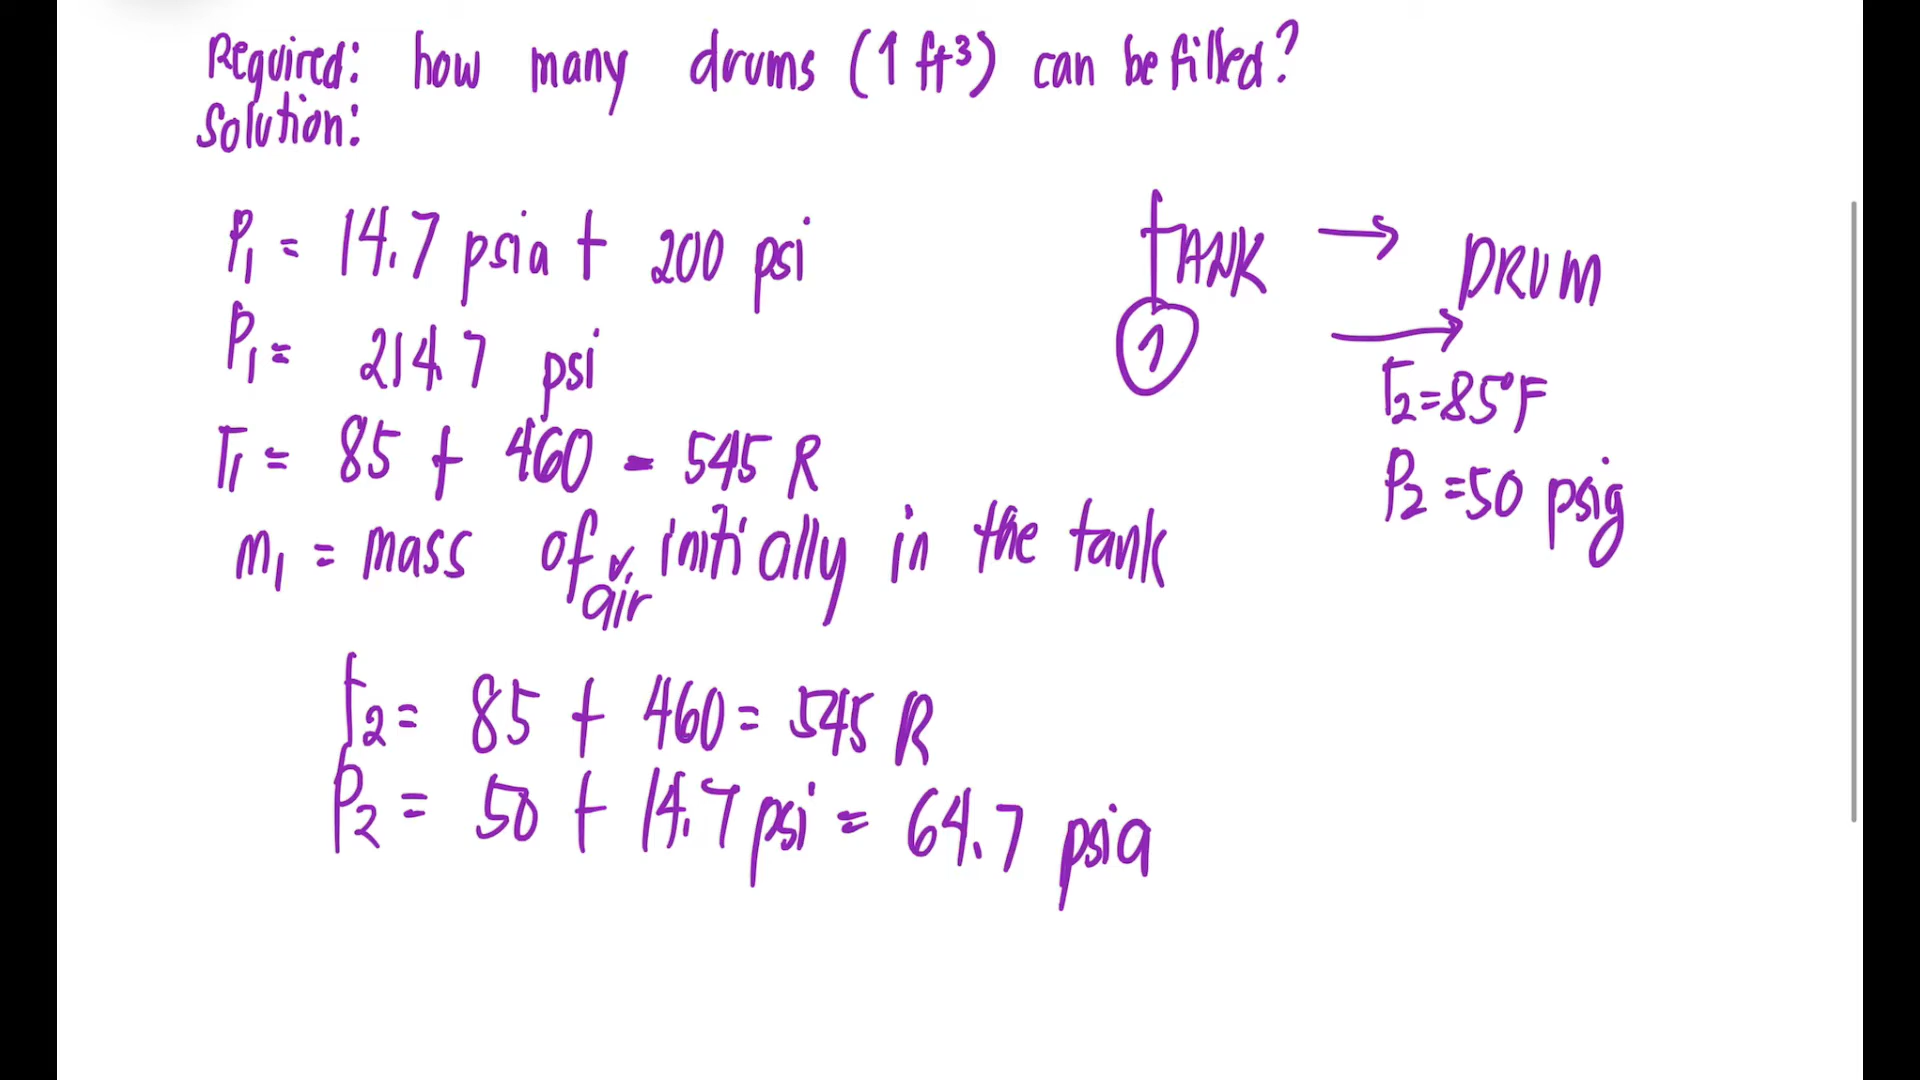 Required: how many drums (1 ft³) can be filled?
Solution:
P₁ = 14.7 psia + 200 psi
P₁ = 214.7 psi
T₁ = 85 + 460 = 545 R
m₁ = mass of air initially in the tank
T₂ = 85 + 460 = 545 R
P₂ = 50 + 14.7 psi = 64.7 psia
TANK → DRUM
1 →
T₂ = 85°F
P₂ = 50 psig